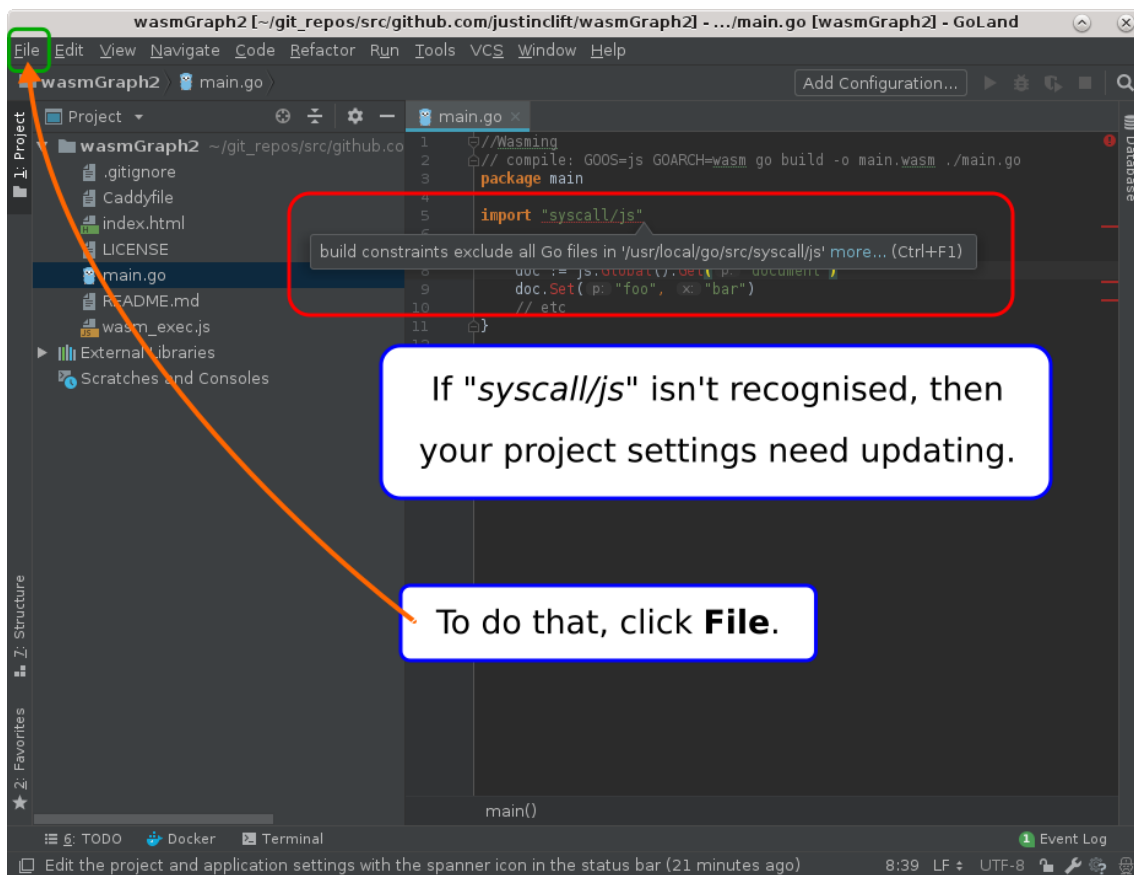 wasmGraph2 [~/git_repos/src/github.com/justinclift/wasmGraph2] - .../main.go [wasmGraph2] - GoLand
File Edit View Navigate Code Refactor Run Tools VCS Window Help
wasmGraph2 main.go Add Configuration...
1: Project
Project
main.go
Database
wasmGraph2 ~/git_repos/src/github.co
.gitignore
Caddyfile
index.html
LICENSE
main.go
README.md
wasm_exec.js
External Libraries
Scratches and Consoles
1 //Wasming
2 // compile: GOOS=js GOARCH=wasm go build -o main.wasm ./main.go
3 package main
4
5 import "syscall/js"
6
build constraints exclude all Go files in '/usr/local/go/src/syscall/js' more... (Ctrl+F1)
8 doc := js.Global().Get( p: "document")
9 doc.Set( p: "foo", x: "bar")
10 // etc
11 }
12
If "syscall/js" isn't recognised, then
your project settings need updating.
To do that, click File.
7: Structure
2: Favorites
main()
6: TODO Docker Terminal 1 Event Log
Edit the project and application settings with the spanner icon in the status bar (21 minutes ago) 8:39 LF UTF-8